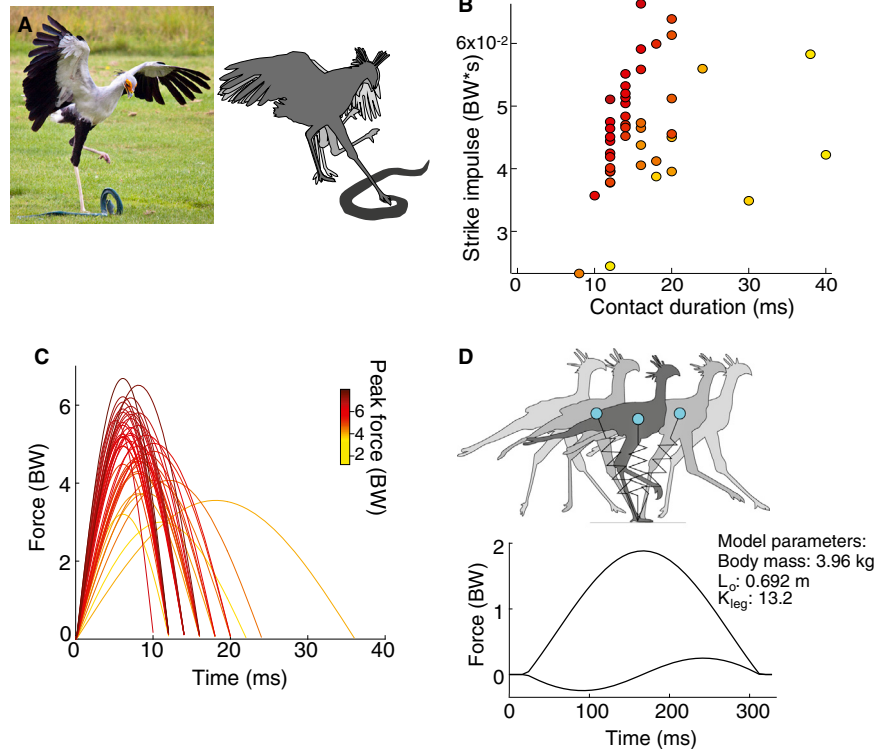 A
B
6x10-2
5
4
3
Strike impulse (BW*s)
0
10
20
30
40
Contact duration (ms)
C
6
4
2
0
Force (BW)
0
10
20
30
40
Time (ms)
Peak force (BW)
6
4
2
D
Model parameters:
Body mass: 3.96 kg
Lo: 0.692 m
Kleg: 13.2
2
1
0
Force (BW)
0
100
200
300
Time (ms)